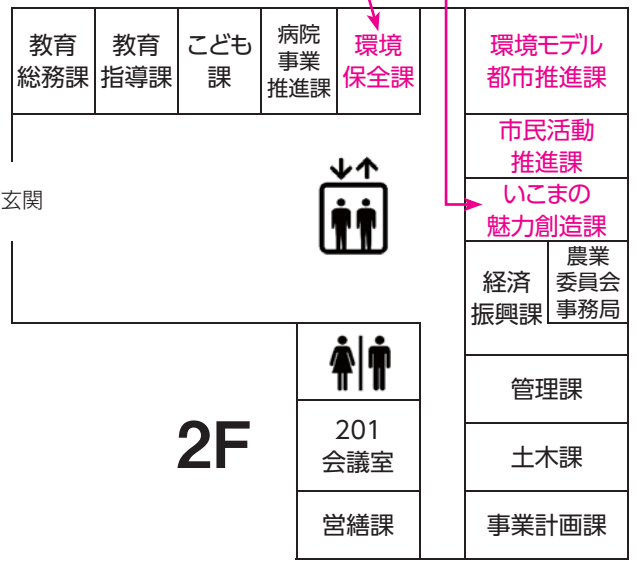 教育
総務課
教育
指導課
こども
課
病院
事業
推進課
環境
保全課
環境モデル
都市推進課
市民活動
推進課
いこまの
魅力創造課
玄関
経済
振興課
農業
委員会
事務局
管理課
2F
201
会議室
土木課
営繕課
事業計画課